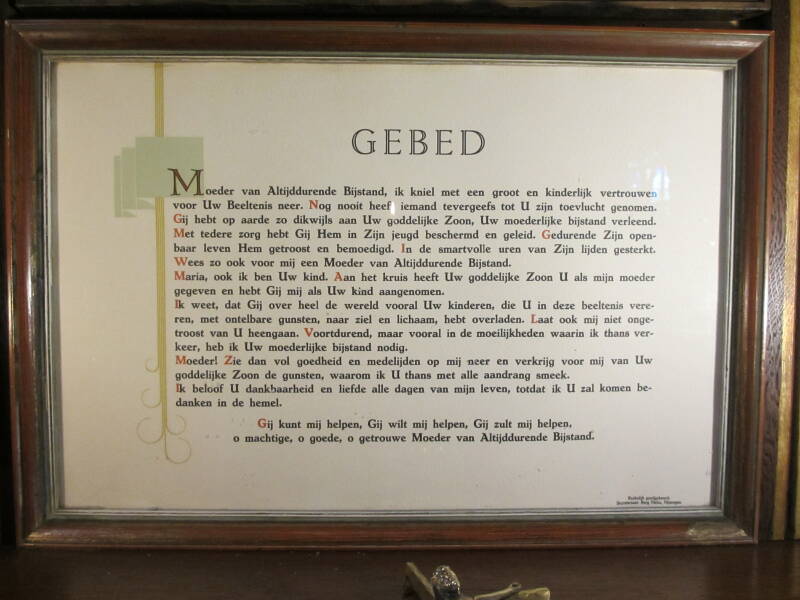 GEBED
Moeder van Altijddurende Bijstand, ik kniel met een groot en kinderlijk vertrouwen
voor Uw Beeltenis neer. Nog nooit heeft iemand tevergeefs tot U zijn toevlucht genomen.
Gij hebt op aarde zo dikwijls aan Uw goddelijke Zoon, Uw moederlijke bijstand verleend.
Met tedere zorg hebt Gij Hem in Zijn jeugd beschermd en geleid. Gedurende Zijn open-
baar leven Hem getroost en bemoedigd. In de smartvolle uren van Zijn lijden gesterkt.
Wees zo ook voor mij een Moeder van Altijddurende Bijstand.
Maria, ook ik ben Uw kind. Aan het kruis heeft Uw goddelijke Zoon U als mijn moeder
gegeven en hebt Gij mij als Uw kind aangenomen.
Ik weet, dat Gij over heel de wereld vooral Uw kinderen, die U in deze beeltenis vere-
ren, met ontelbare gunsten, naar ziel en lichaam, hebt overladen. Laat ook mij niet onge-
troost van U heengaan. Voortdurend, maar vooral in de moeilijkheden waarin ik thans ver-
keer, heb ik Uw moederlijke bijstand nodig.
Moeder! Zie dan vol goedheid en medelijden op mij neer en verkrijg voor mij van Uw
goddelijke Zoon de gunsten, waarom ik U thans met alle aandrang smeek.
Ik beloof U dankbaarheid en liefde alle dagen van mijn leven, totdat ik U zal komen be-
danken in de hemel.
Gij kunt mij helpen, Gij wilt mij helpen, Gij zult mij helpen,
o machtige, o goede, o getrouwe Moeder van Altijddurende Bijstand.
Kerkelijk goedgekeurd